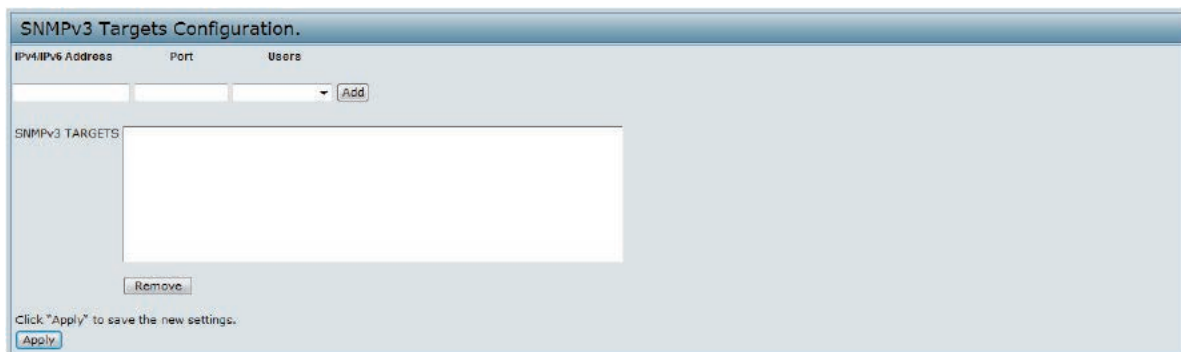 SNMPv3 Targets Configuration.
IPv4/IPv6 Address Port Users
Add
SNMPv3 TARGETS
Remove
Click "Apply" to save the new settings.
Apply